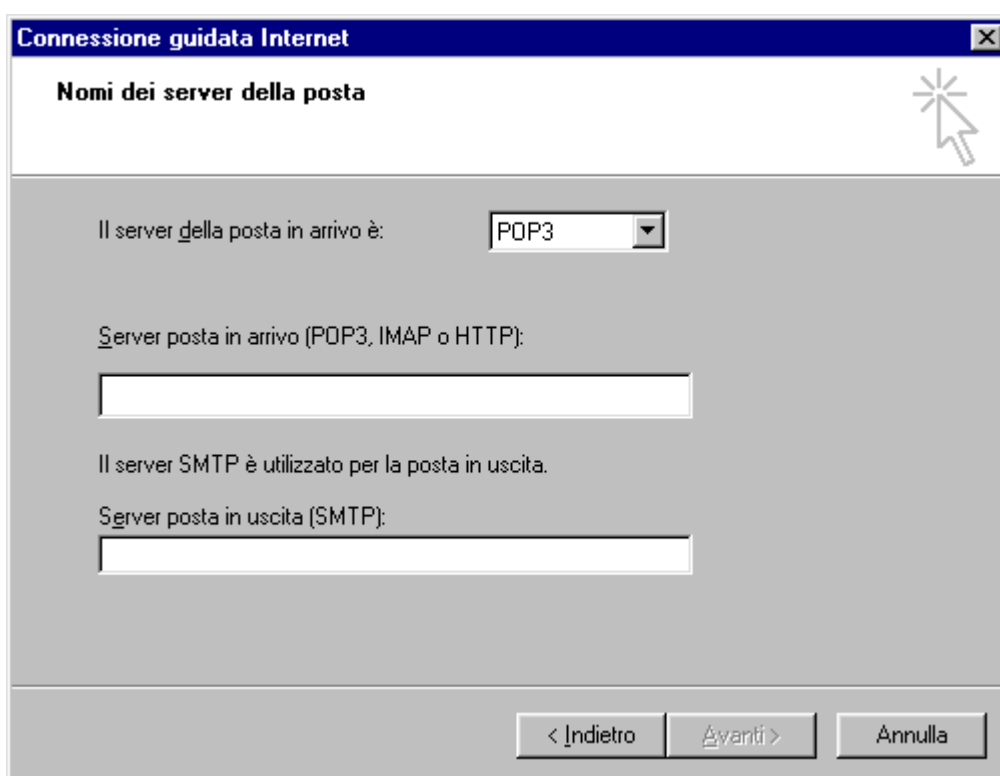 Connessione guidata Internet
Nomi dei server della posta
Il server della posta in arrivo è:
POP3
Server posta in arrivo (POP3, IMAP o HTTP):
Il server SMTP è utilizzato per la posta in uscita.
Server posta in uscita (SMTP):
< Indietro
Avanti >
Annulla